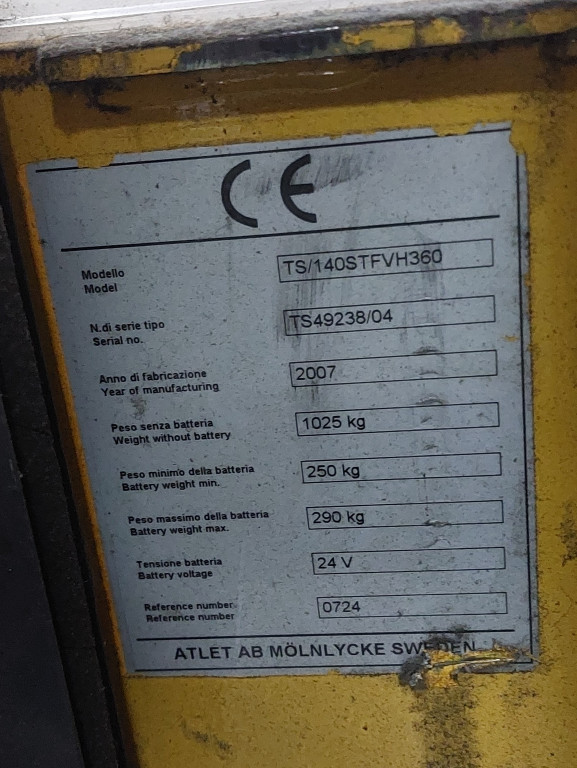 CE
Modello TS/140STFVH360
Model
N.di serie tipo TS49238/04
Serial no.
Anno di fabricazione 2007
Year of manufacturing
Peso senza batteria 1025 kg
Weight without battery
Peso minimo della batteria 250 kg
Battery weight min.
Peso massimo della batteria 290 kg
Battery weight max.
Tensione batteria 24 V
Battery voltage
Reference number. 0724
Reference number
ATLET AB MÖLNLYCKE SWEDEN